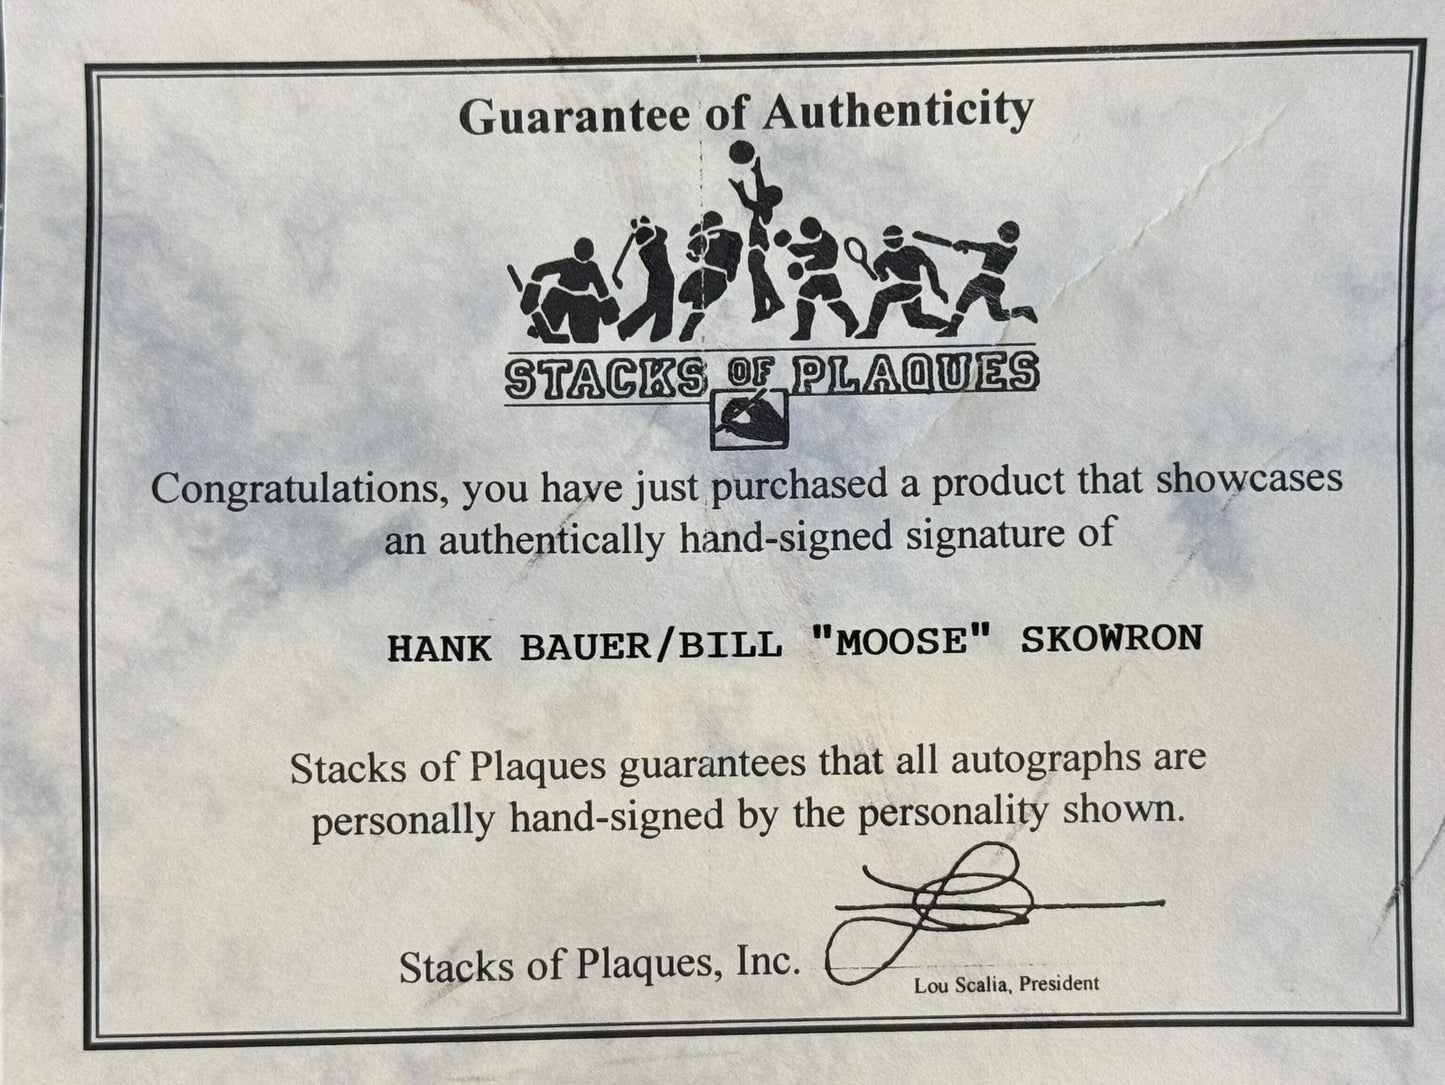 Guarantee of Authenticity
STACKS OF PLAQUES
Congratulations, you have just purchased a product that showcases
an authentically hand-signed signature of
HANK BAUER/BILL "MOOSE" SKOWRON
Stacks of Plaques guarantees that all autographs are
personally hand-signed by the personality shown.
Stacks of Plaques, Inc.
Lou Scalia, President